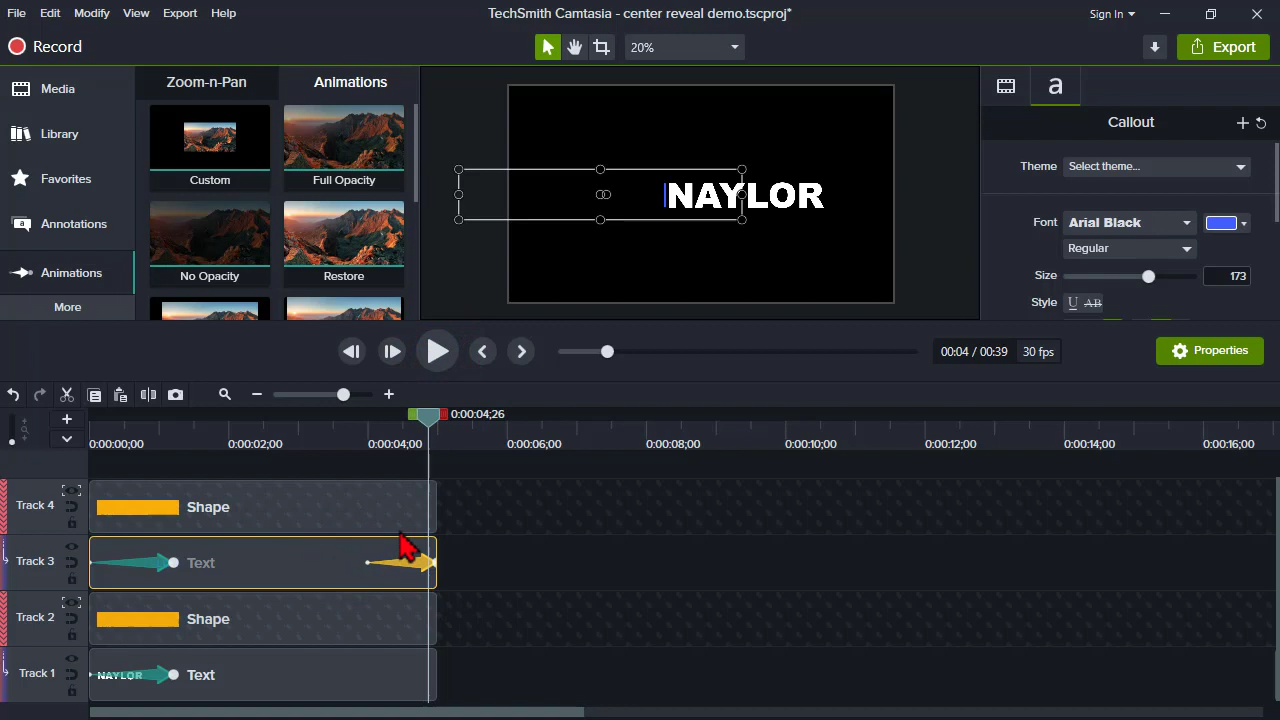 File Edit Modify View Export Help
TechSmith Camtasia - center reveal demo.tscproj*
Sign In
Record
20%
Export
Media
Library
Favorites
Annotations
Animations
More
Zoom-n-Pan
Animations
Custom
Full Opacity
No Opacity
Restore
NAYLOR
a
Callout
Theme Select theme...
Font Arial Black
Regular
Size 173
Style U AB
00:04 / 00:39 30 fps
Properties
0:00:04;26
0:00:00;00 0:00:02;00 0:00:04;00 0:00:06;00 0:00:08;00 0:00:10;00 0:00:12;00 0:00:14;00 0:00:16;00
Track 4 Shape
Track 3 Text
Track 2 Shape
Track 1 NAYLOR Text